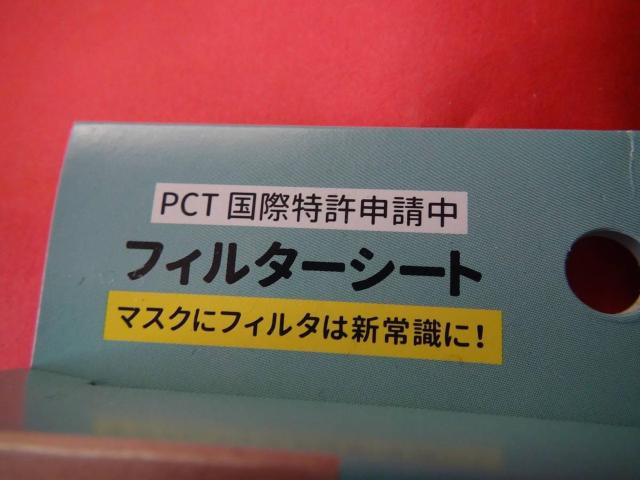 PCT 国際特許申請中
フィルターシート
マスクにフィルタは新常識に!